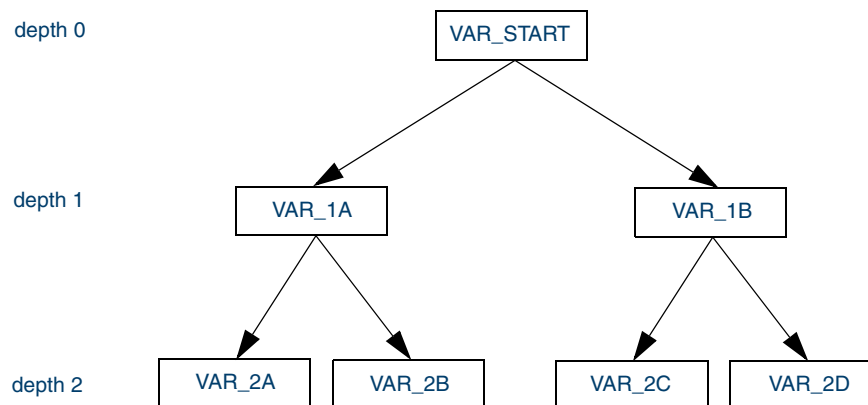 depth 0
VAR_START
depth 1
VAR_1A
VAR_1B
depth 2
VAR_2A
VAR_2B
VAR_2C
VAR_2D